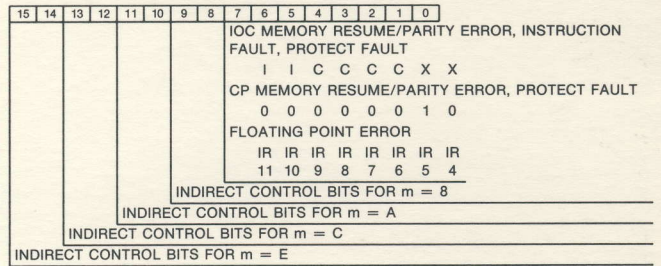 15 14 13 12 11 10 9 8 7 6 5 4 3 2 1 0
IOC MEMORY RESUME/PARITY ERROR, INSTRUCTION
FAULT, PROTECT FAULT
I I C C C C X X
CP MEMORY RESUME/PARITY ERROR, PROTECT FAULT
0 0 0 0 0 0 1 0
FLOATING POINT ERROR
IR IR IR IR IR IR IR IR
11 10 9 8 7 6 5 4
INDIRECT CONTROL BITS FOR m = 8
INDIRECT CONTROL BITS FOR m = A
INDIRECT CONTROL BITS FOR m = C
INDIRECT CONTROL BITS FOR m = E